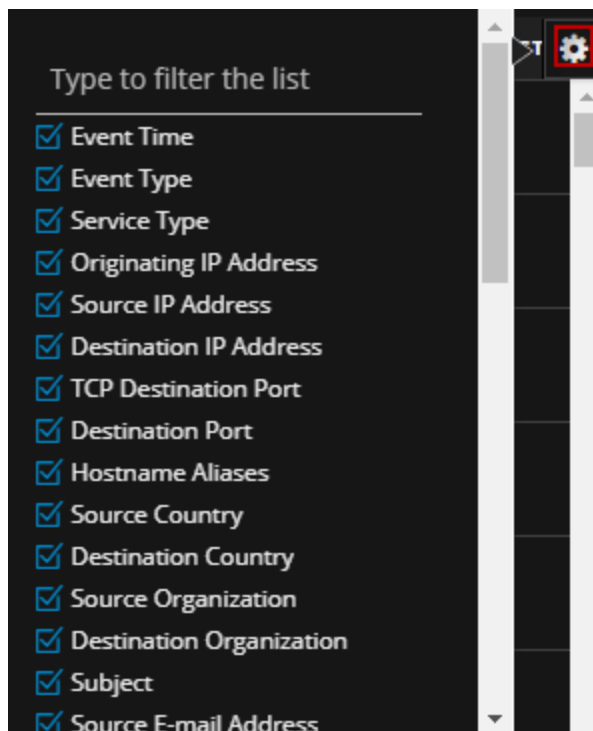 Type to filter the list
Event Time
Event Type
Service Type
Originating IP Address
Source IP Address
Destination IP Address
TCP Destination Port
Destination Port
Hostname Aliases
Source Country
Destination Country
Source Organization
Destination Organization
Subject
Source E-mail Address